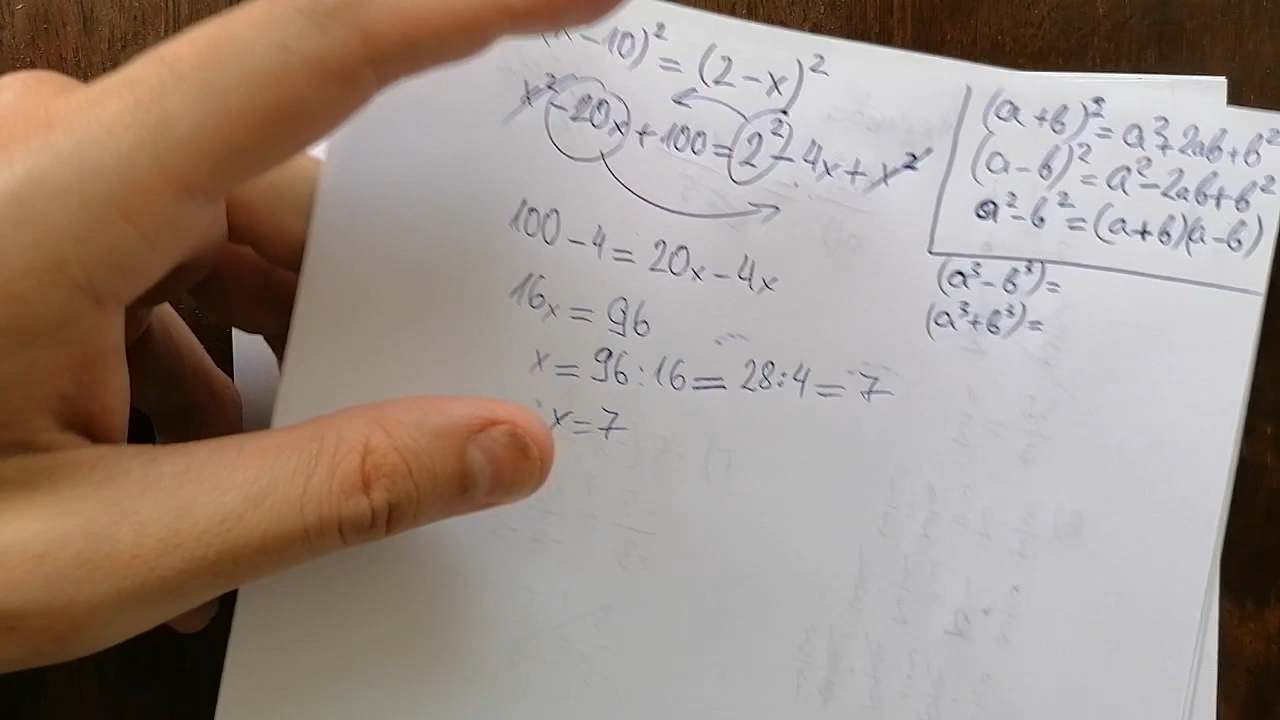 -10)² = (2-x)²
x²-20x+100=2²-4x+x²
100-4=20x-4x
16x=96
x=96:16=28:4=7
x=7
(a+b)²=a²+2ab+b²
(a-b)²=a²-2ab+b²
a²-b²=(a+b)(a-b)
(a³-b³)=
(a³+b³)=